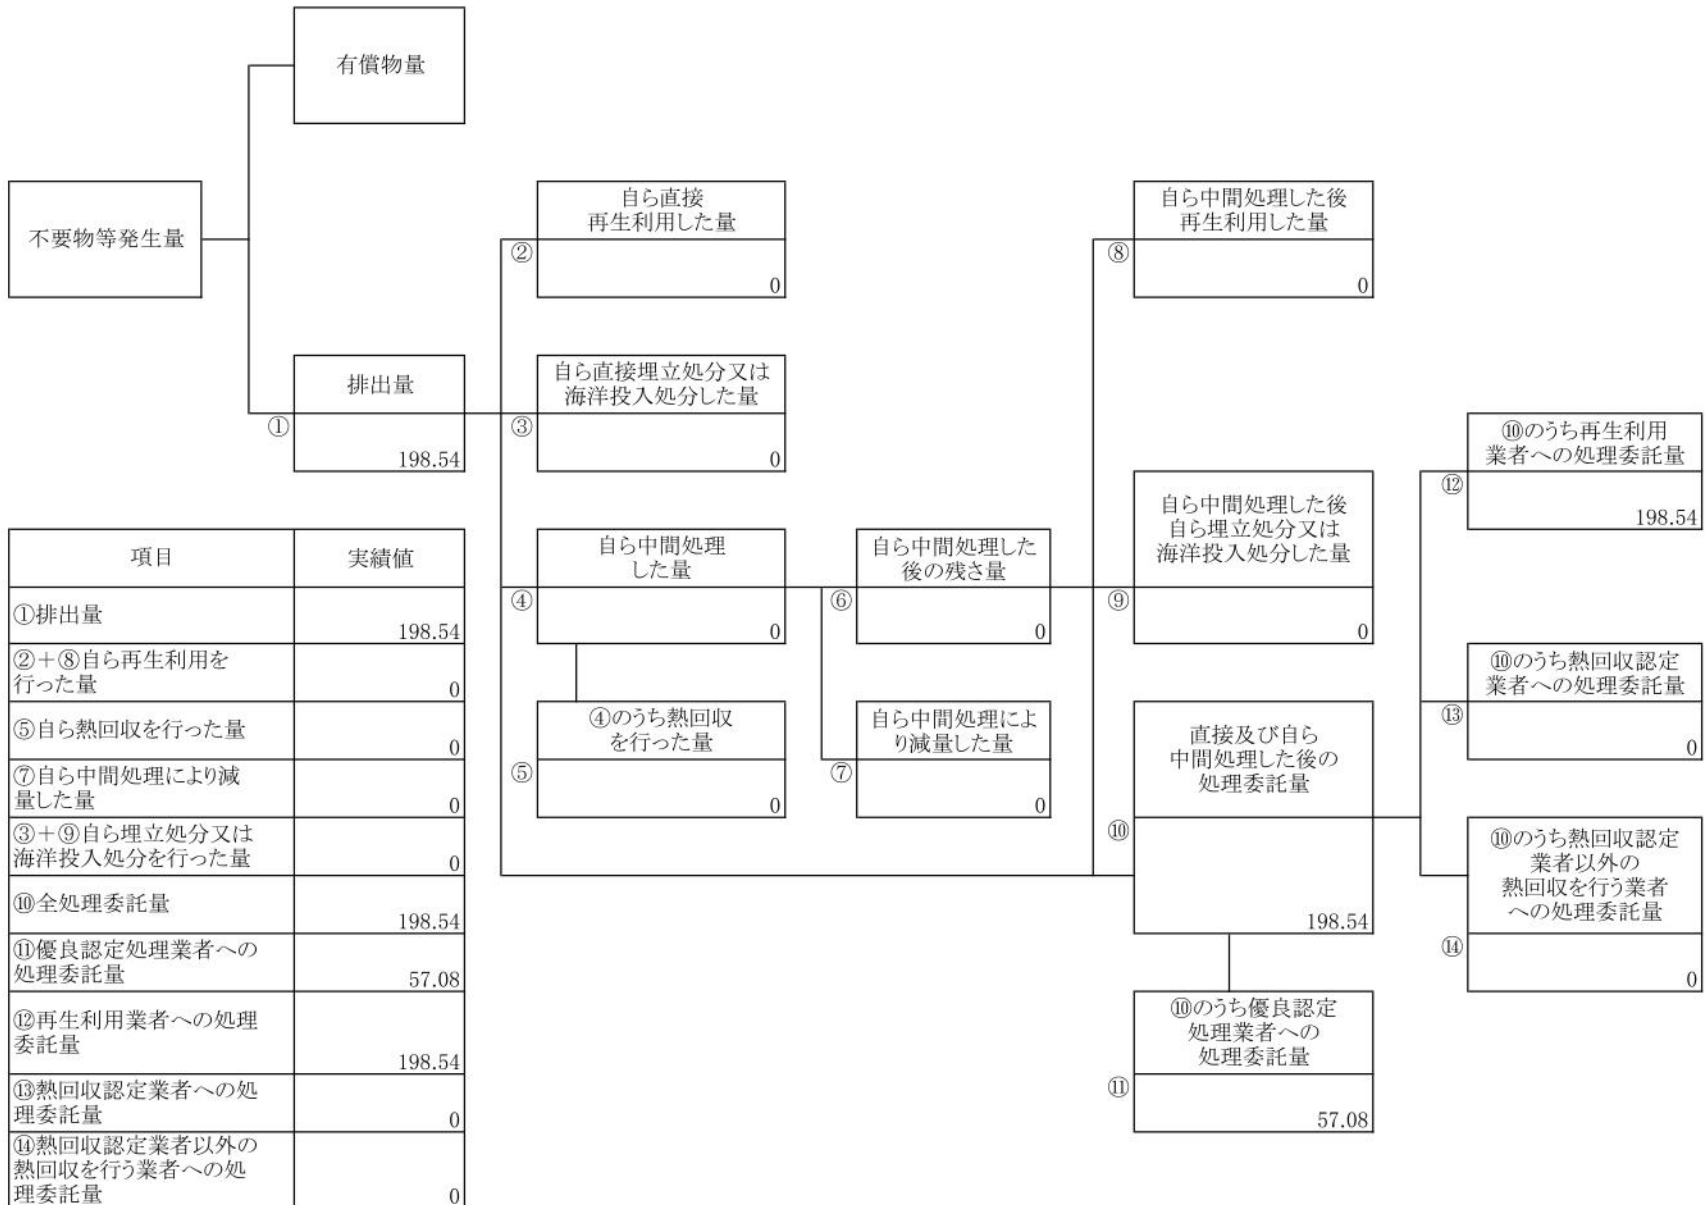 有償物量
不要物等発生量
自ら直接
再生利用した量
②
0
自ら中間処理した後
再生利用した量
⑧
0
排出量
①
198.54
自ら直接埋立処分又は
海洋投入処分した量
③
0
⑩のうち再生利用
業者への処理委託量
⑫
198.54
自ら中間処理
した量
④
0
自ら中間処理した
後の残さ量
⑥
0
自ら中間処理した後
自ら埋立処分又は
海洋投入処分した量
⑨
0
④のうち熱回収
を行った量
⑤
0
自ら中間処理によ
り減量した量
⑦
0
直接及び自ら
中間処理した後の
処理委託量
⑩
198.54
⑩のうち熱回収認定
業者への処理委託量
⑬
0
⑩のうち熱回収認定
業者以外の
熱回収を行う業者
への処理委託量
⑭
0
⑩のうち優良認定
処理業者への
処理委託量
⑪
57.08
項目 実績値
①排出量
198.54
②+⑧自ら再生利用を
行った量
0
⑤自ら熱回収を行った量
0
⑦自ら中間処理により減
量した量
0
③+⑨自ら埋立処分又は
海洋投入処分を行った量
0
⑩全処理委託量
198.54
⑪優良認定処理業者への
処理委託量
57.08
⑫再生利用業者への処理
委託量
198.54
⑬熱回収認定業者への処
理委託量
0
⑭熱回収認定業者以外の
熱回収を行う業者への処
理委託量
0